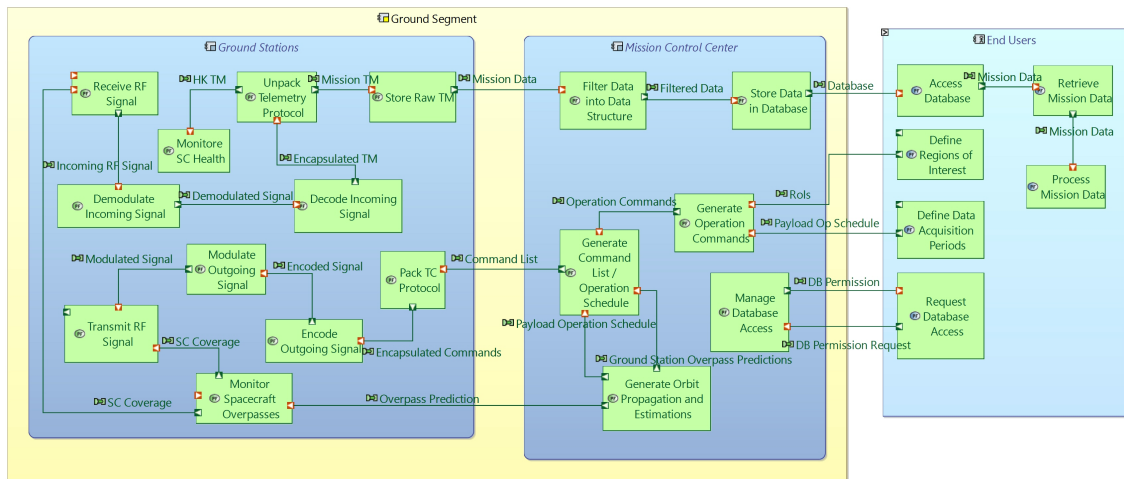 Ground Segment
Ground Stations
Mission Control Center
End Users
HK TM
Unpack
Telemetry
Protocol
Mission TM
Store Raw TM
Mission Data
Receive RF
Signal
Monitore
SC Health
Incoming RF Signal
Encapsulated TM
Demodulate
Incoming Signal
Demodulated Signal
Decode Incoming
Signal
Modulated Signal
Modulate
Outgoing
Signal
Encoded Signal
Pack TC
Protocol
Command List
Transmit RF
Signal
SC Coverage
Encode
Outgoing Signal
Encapsulated Commands
SC Coverage
Monitor
Spacecraft
Overpasses
Overpass Prediction
Filter Data
into Data
Structure
Filtered Data
Store Data
in Database
Database
Operation Commands
Generate
Operation
Commands
RoIs
Payload Op Schedule
Generate
Command
List /
Operation
Schedule
Payload Operation Schedule
Manage
Database
Access
DB Permission
DB Permission Request
Ground Station Overpass Predictions
Generate Orbit
Propagation and
Estimations
Access
Database
Mission Data
Retrieve
Mission Data
Mission Data
Process
Mission Data
Define
Regions of
Interest
Define Data
Acquisition
Periods
Request
Database
Access